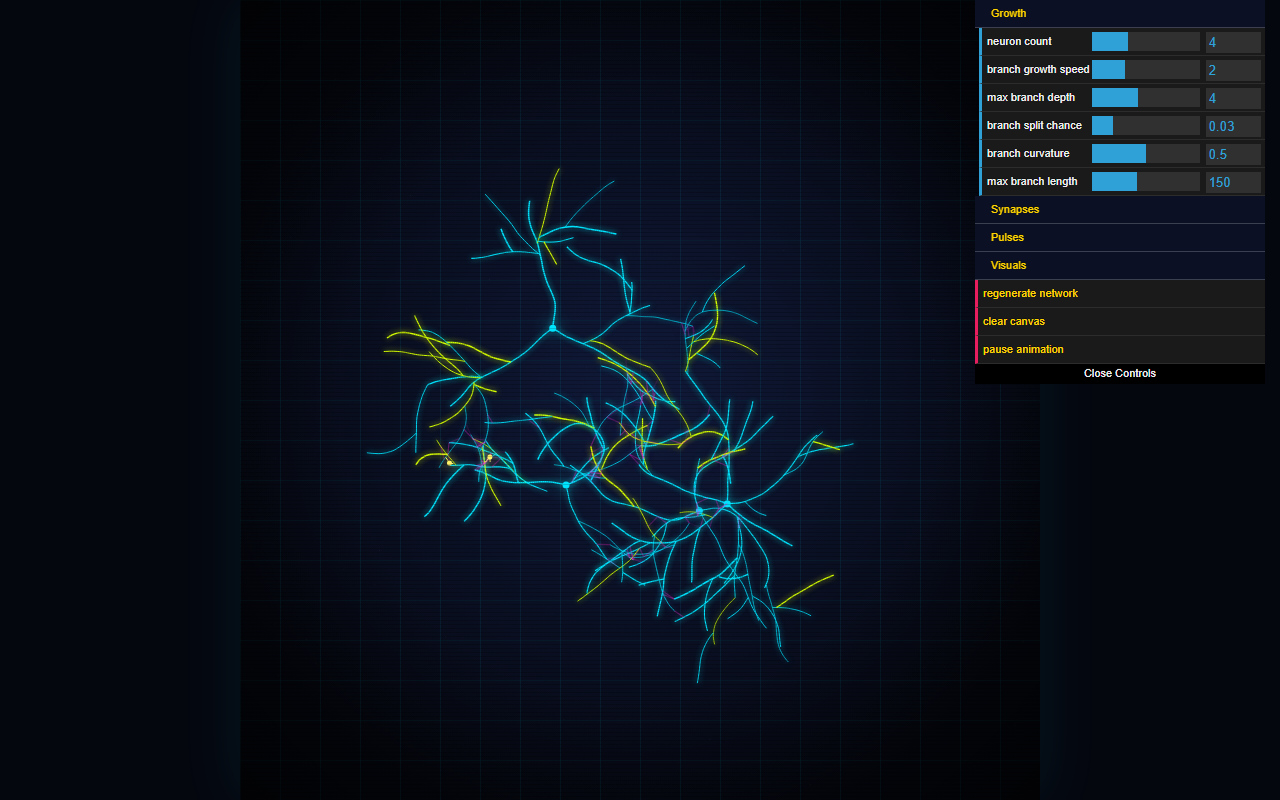 Growth
neuron count 4
branch growth speed 2
max branch depth 4
branch split chance 0.03
branch curvature 0.5
max branch length 150
Synapses
Pulses
Visuals
regenerate network
clear canvas
pause animation
Close Controls